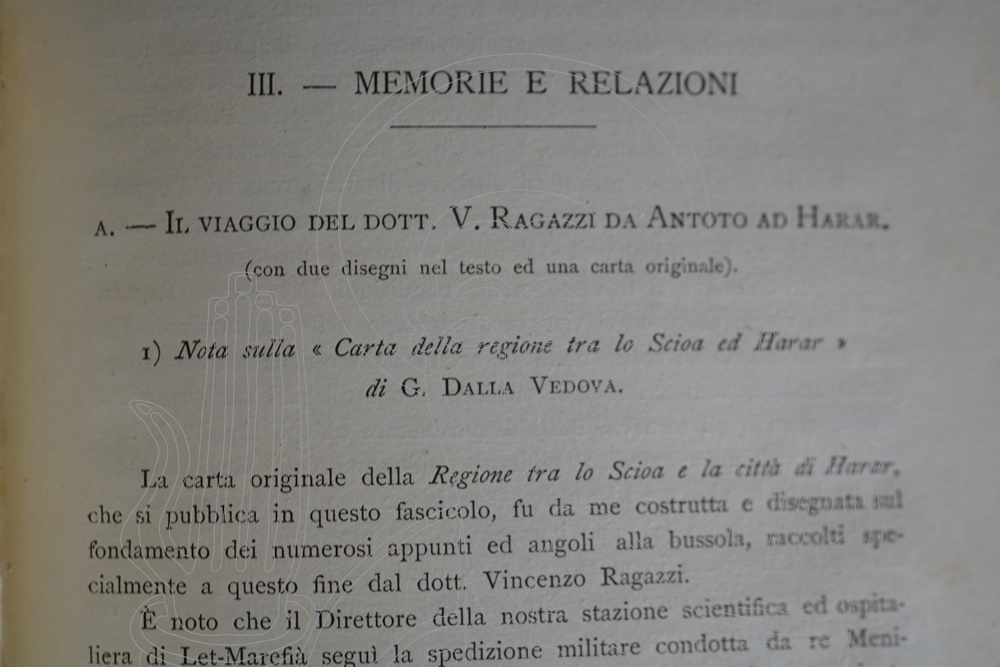 III. — MEMORIE E RELAZIONI
A. — IL VIAGGIO DEL DOTT. V. RAGAZZI DA ANTOTO AD HARAR.
(con due disegni nel testo ed una carta originale).
1) Nota sulla « Carta della regione tra lo Scioa ed Harar »
di G. DALLA VEDOVA.
La carta originale della Regione tra lo Scioa e la città di Harar,
che si pubblica in questo fascicolo, fu da me costrutta e disegnata sul
fondamento dei numerosi appunti ed angoli alla bussola, raccolti spe-
cialmente a questo fine dal dott. Vincenzo Ragazzi.
È noto che il Direttore della nostra stazione scientifica ed ospita-
liera di Let-Marefià seguì la spedizione militare condotta da re Meni-